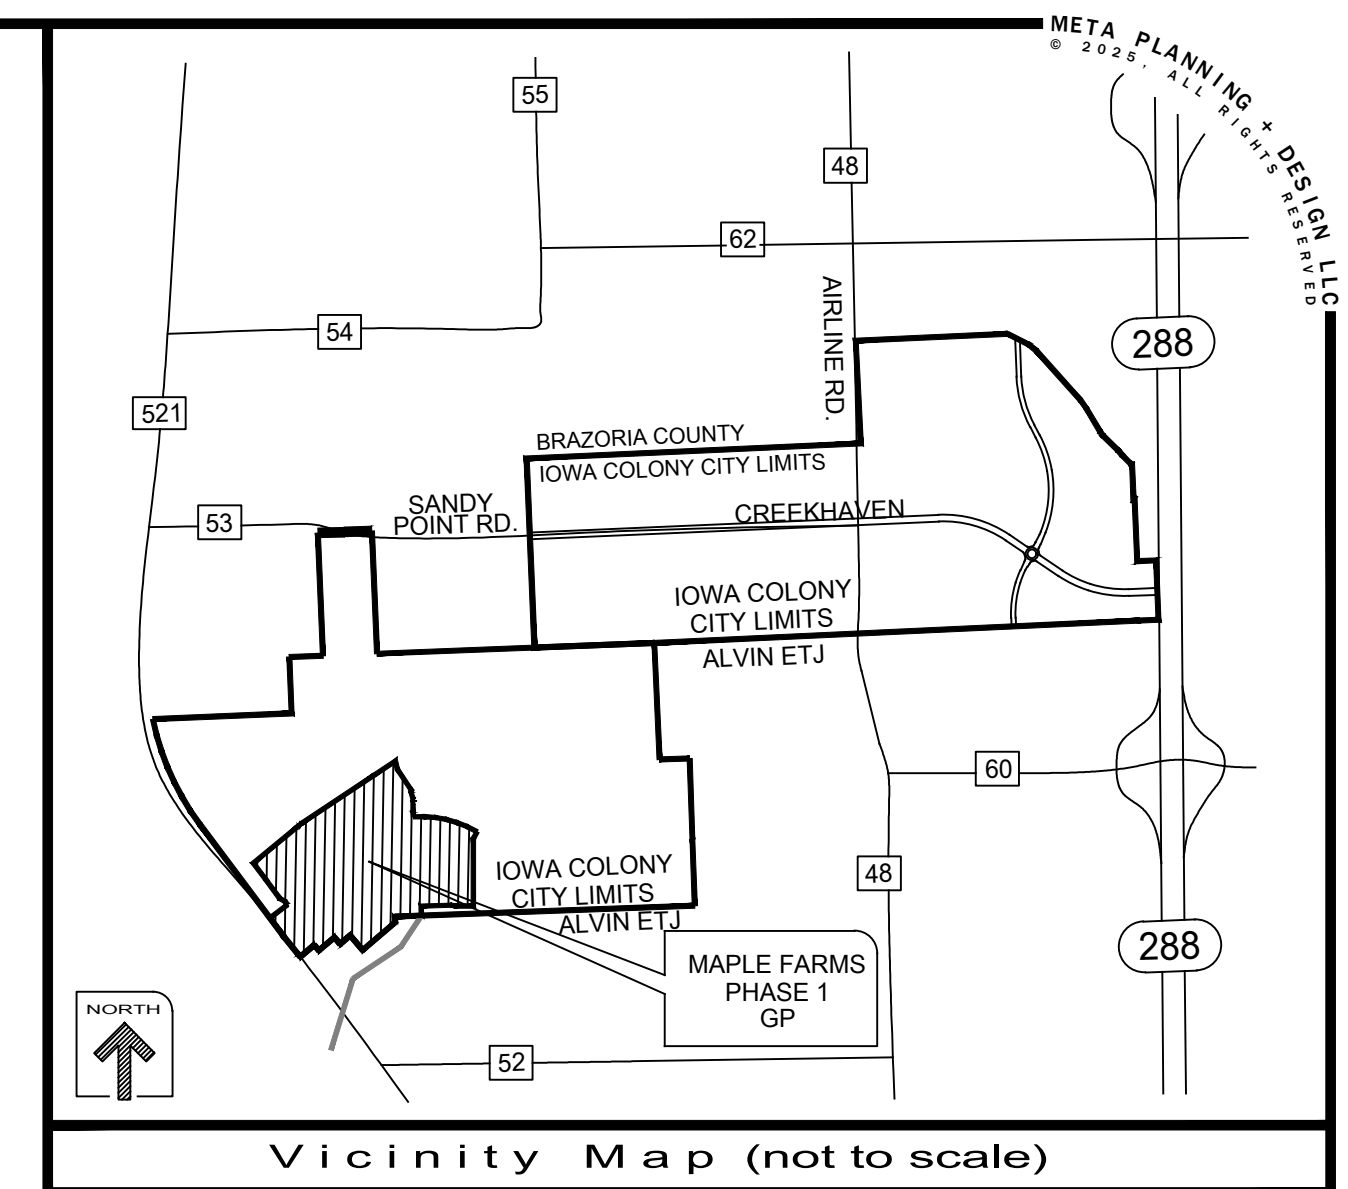 META PLANNING + DESIGN LLC
© 2025, ALL RIGHTS RESERVED
55
48
62
AIRLINE RD.
54
288
521
BRAZORIA COUNTY
IOWA COLONY CITY LIMITS
SANDY
POINT RD.
53
CREEKHAVEN
IOWA COLONY
CITY LIMITS
ALVIN ETJ
60
IOWA COLONY
CITY LIMITS
ALVIN ETJ
48
288
MAPLE FARMS
PHASE 1
GP
NORTH
52
Vicinity Map (not to scale)